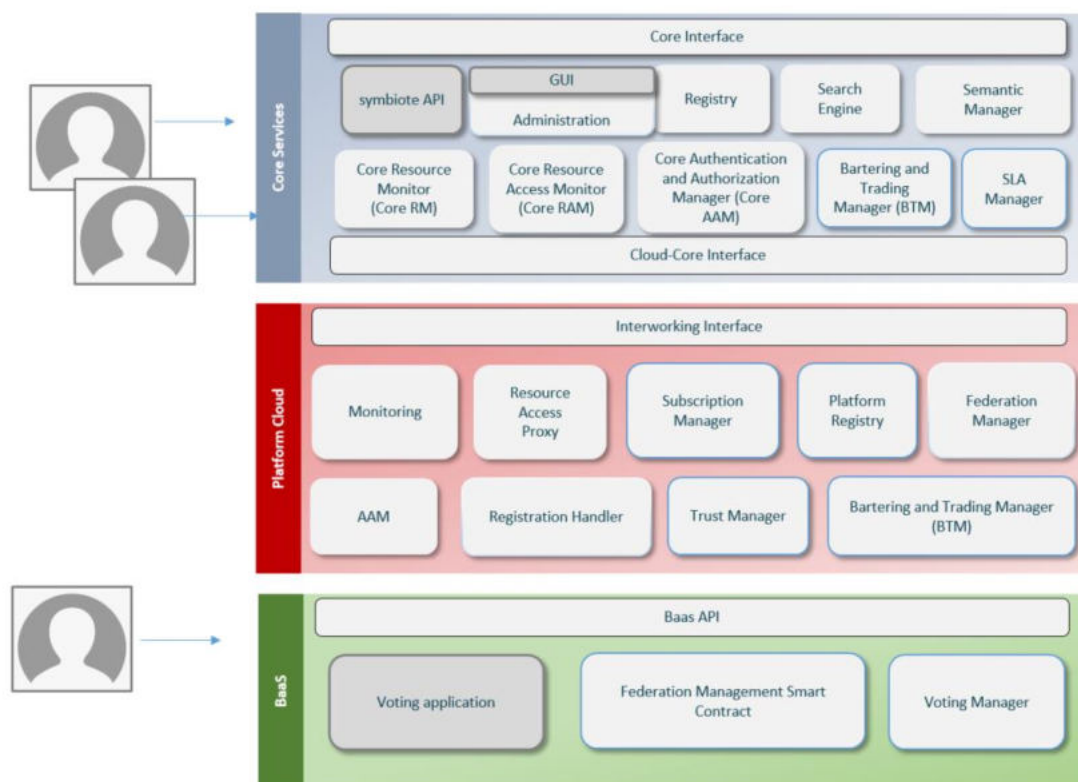 Core Services
Core Interface
symbiote API
GUI
Administration
Registry
Search
Engine
Semantic
Manager
Core Resource
Monitor
(Core RM)
Core Resource
Access Monitor
(Core RAM)
Core Authentication
and Authorization
Manager (Core
AAM)
Bartering and
Trading
Manager (BTM)
SLA
Manager
Cloud-Core Interface
Platform Cloud
Interworking Interface
Monitoring
Resource
Access
Proxy
Subscription
Manager
Platform
Registry
Federation
Manager
AAM
Registration Handler
Trust Manager
Bartering and Trading Manager
(BTM)
BaaS
Baas API
Voting application
Federation Management Smart
Contract
Voting Manager